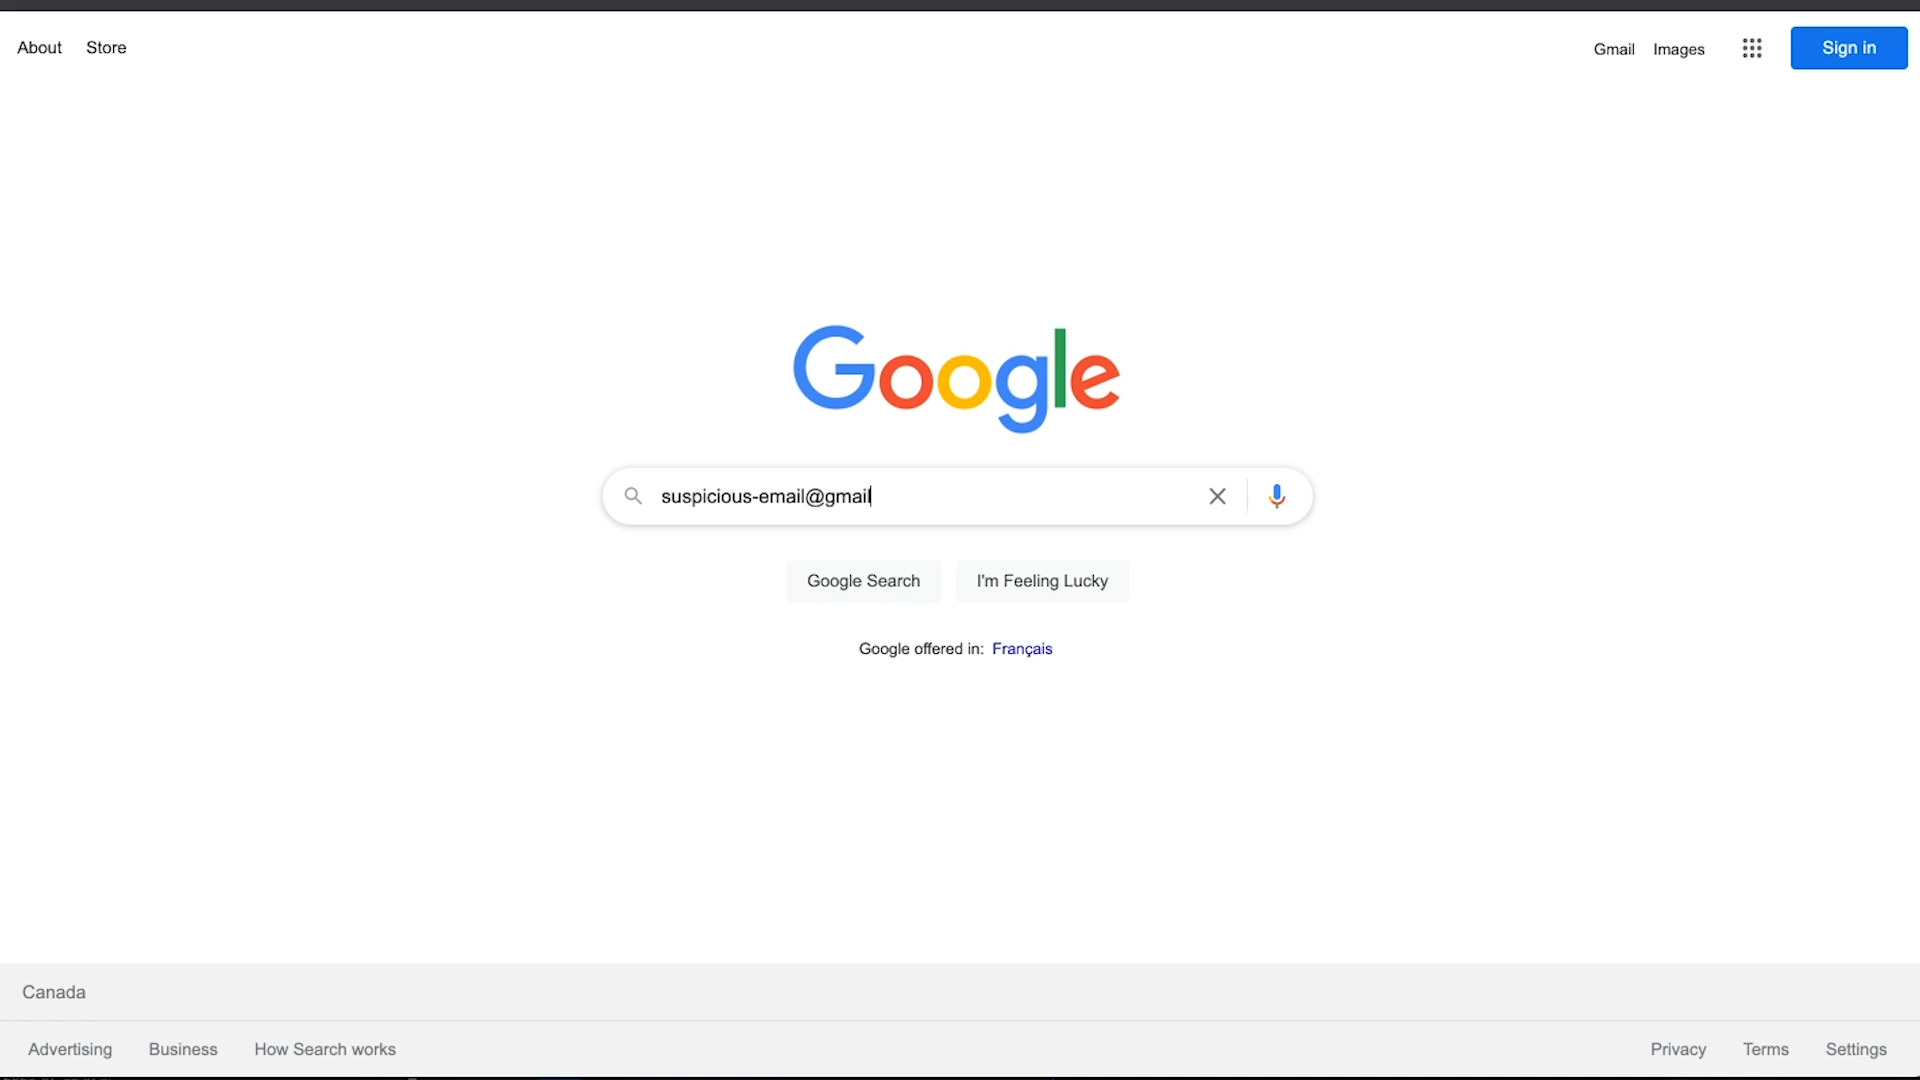 About Store Gmail Images Sign in
Google
suspicious-email@gmail
Google Search I'm Feeling Lucky
Google offered in: Français
Canada
Advertising Business How Search works Privacy Terms Settings